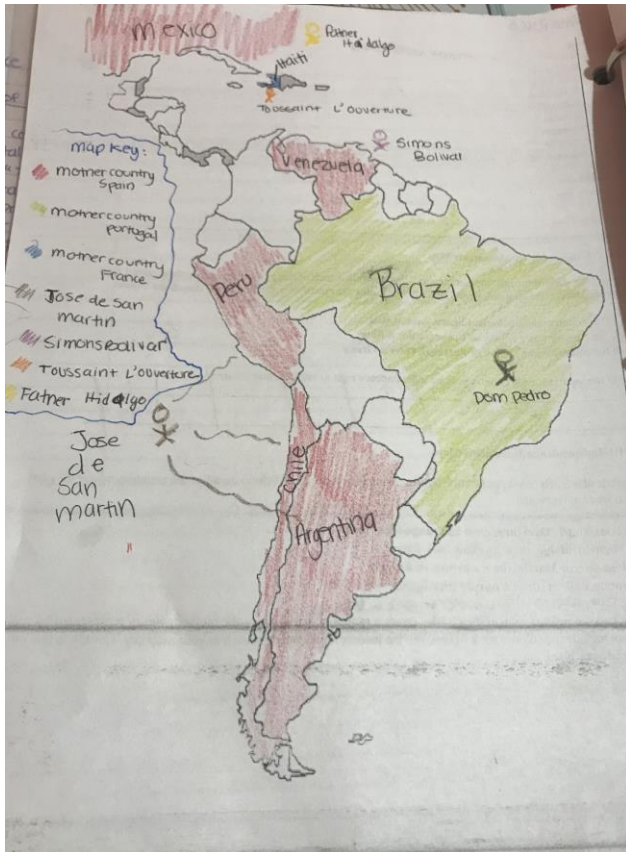 Mexico
Father
Hidalgo
Haiti
Toussaint L'ouverture
Simons
Bolival
Venezuela
map key:
mother country
Spain
mother country
portugal
mother country
France
Jose de san
martin
Simons Bolivar
Toussaint L'ouverture
Father Hidalgo
Peru
Brazil
Dom pedro
Jose
de
San
martin
chile
Argentina